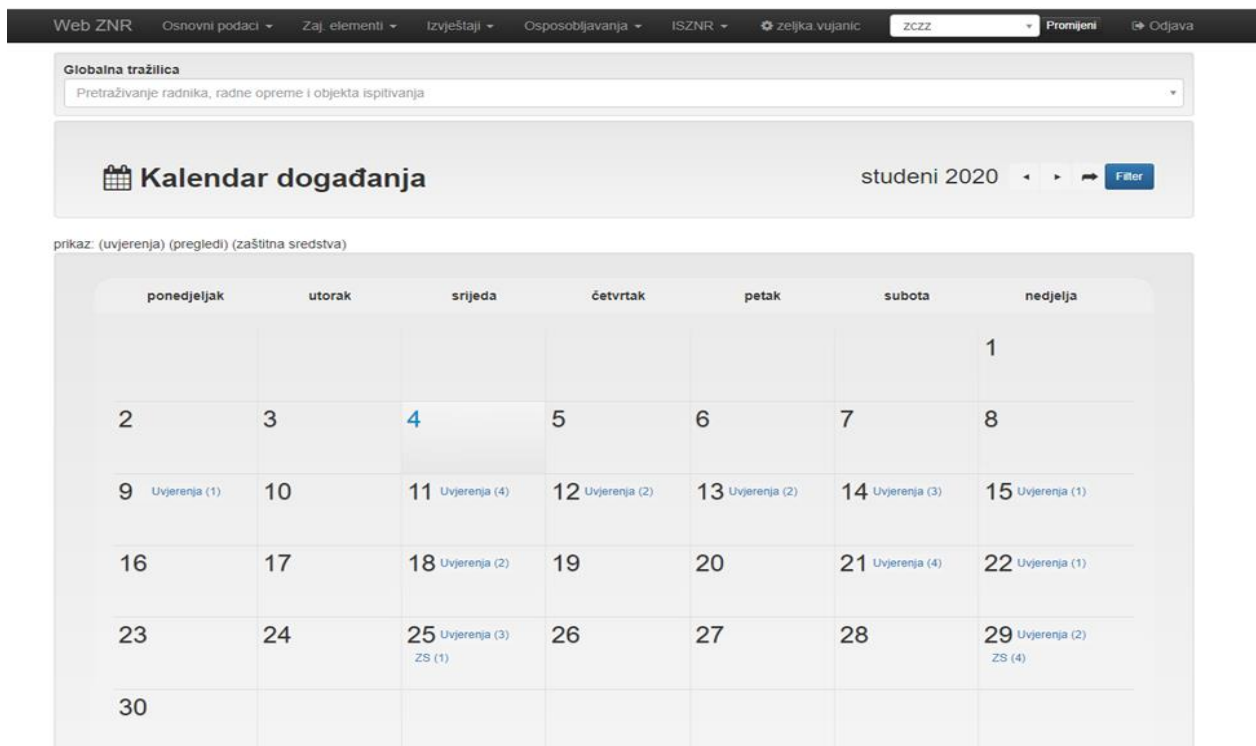 Web ZNR Osnovni podaci Zaj. elementi Izvještaji Osposobljavanja ISZNR zeljka.vujanic zczz Promijeni Odjava
Globalna tražilica
Pretraživanje radnika, radne opreme i objekta ispitivanja
Kalendar događanja studeni 2020 Filter
prikaz: (uvjerenja) (pregledi) (zaštitna sredstva)
ponedjeljak utorak srijeda četvrtak petak subota nedjelja
1
2 3 4 5 6 7 8
9 Uvjerenja (1) 10 11 Uvjerenja (4) 12 Uvjerenja (2) 13 Uvjerenja (2) 14 Uvjerenja (3) 15 Uvjerenja (1)
16 17 18 Uvjerenja (2) 19 20 21 Uvjerenja (4) 22 Uvjerenja (1)
23 24 25 Uvjerenja (3) 26 27 28 29 Uvjerenja (2)
ZS (1) ZS (4)
30